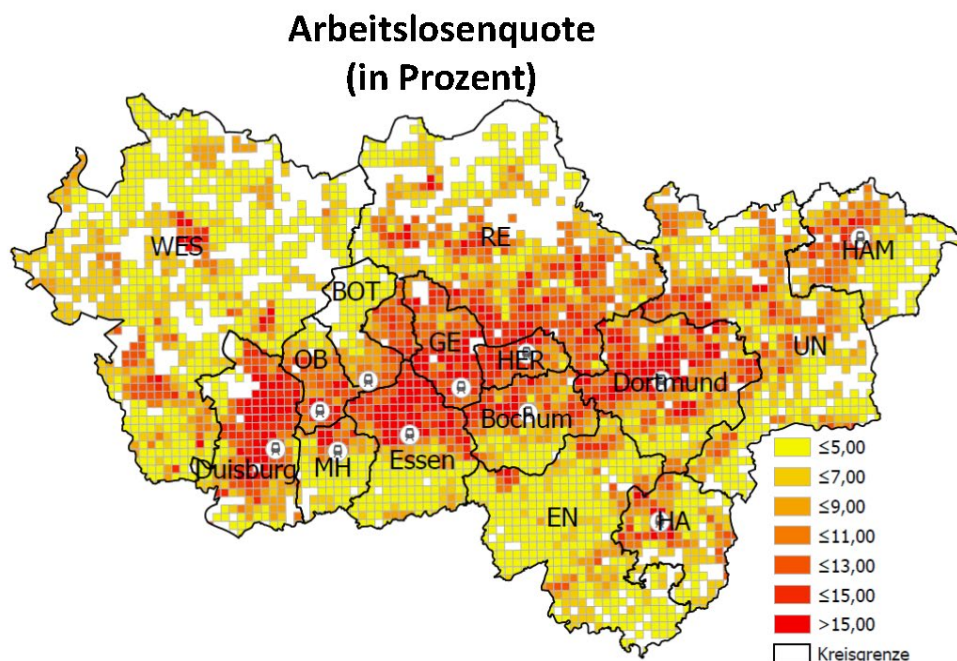 Arbeitslosenquote
(in Prozent)
WES
RE
HAM
BOT
GE
OB
HER
UN
Dortmund
Bochum
Duisburg
MH
Essen
EN
HA
≤5,00
≤7,00
≤9,00
≤11,00
≤13,00
≤15,00
>15,00
Kreisgrenze